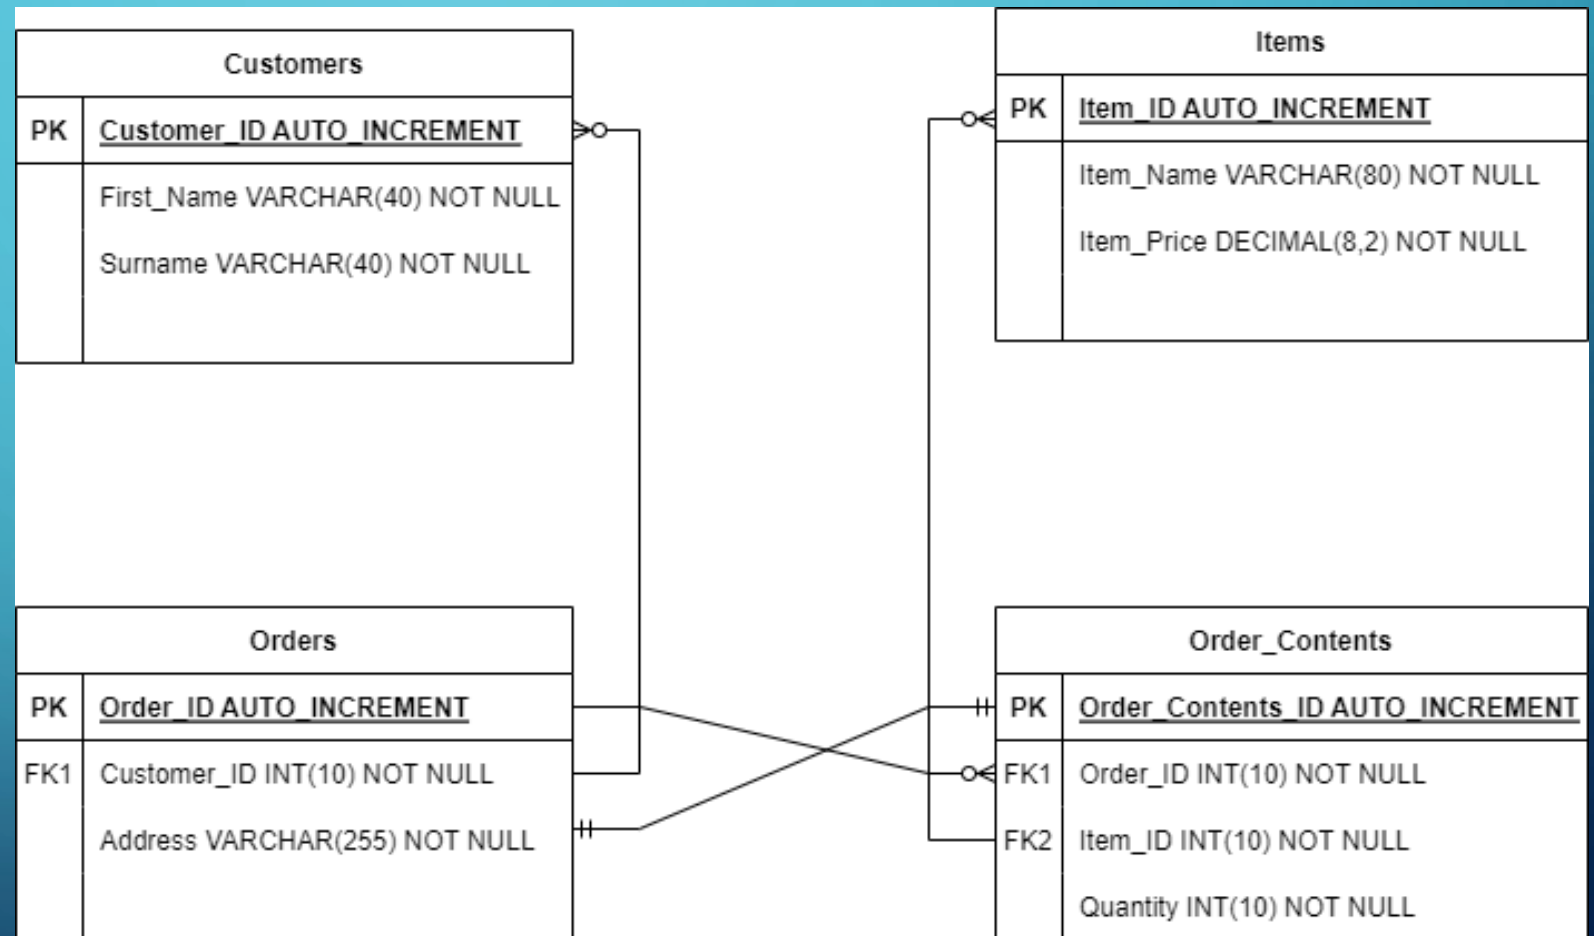 Customers
PK Customer_ID AUTO_INCREMENT
First_Name VARCHAR(40) NOT NULL
Surname VARCHAR(40) NOT NULL
Items
PK Item_ID AUTO_INCREMENT
Item_Name VARCHAR(80) NOT NULL
Item_Price DECIMAL(8,2) NOT NULL
Orders
PK Order_ID AUTO_INCREMENT
FK1 Customer_ID INT(10) NOT NULL
Address VARCHAR(255) NOT NULL
Order_Contents
PK Order_Contents_ID AUTO_INCREMENT
FK1 Order_ID INT(10) NOT NULL
FK2 Item_ID INT(10) NOT NULL
Quantity INT(10) NOT NULL